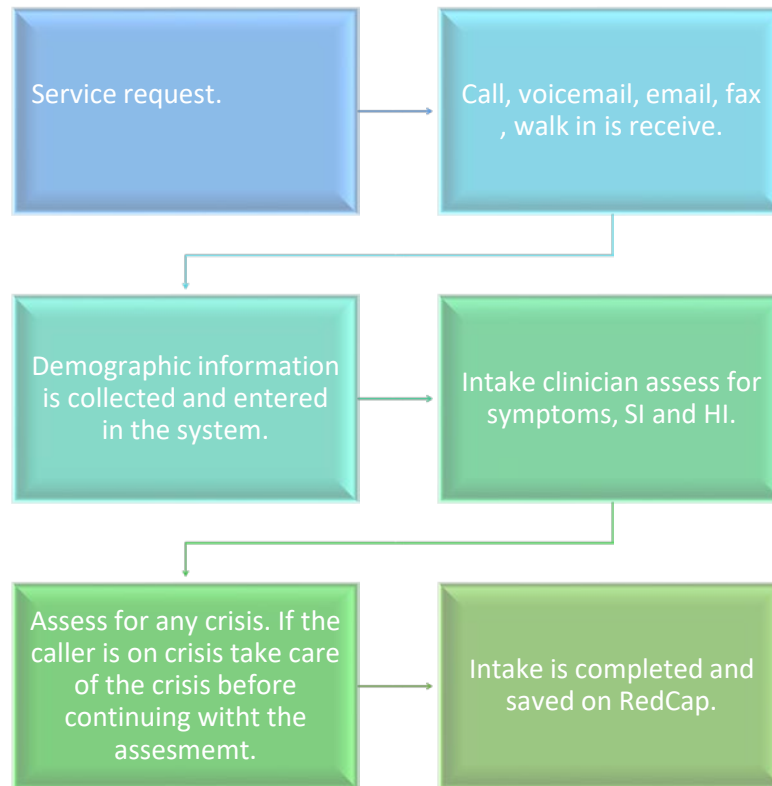 Service request.
Call, voicemail, email, fax
, walk in is receive.
Demographic information
is collected and entered
in the system.
Intake clinician assess for
symptoms, SI and HI.
Assess for any crisis. If the
caller is on crisis take care
of the crisis before
continuing witht the
assesmemt.
Intake is completed and
saved on RedCap.